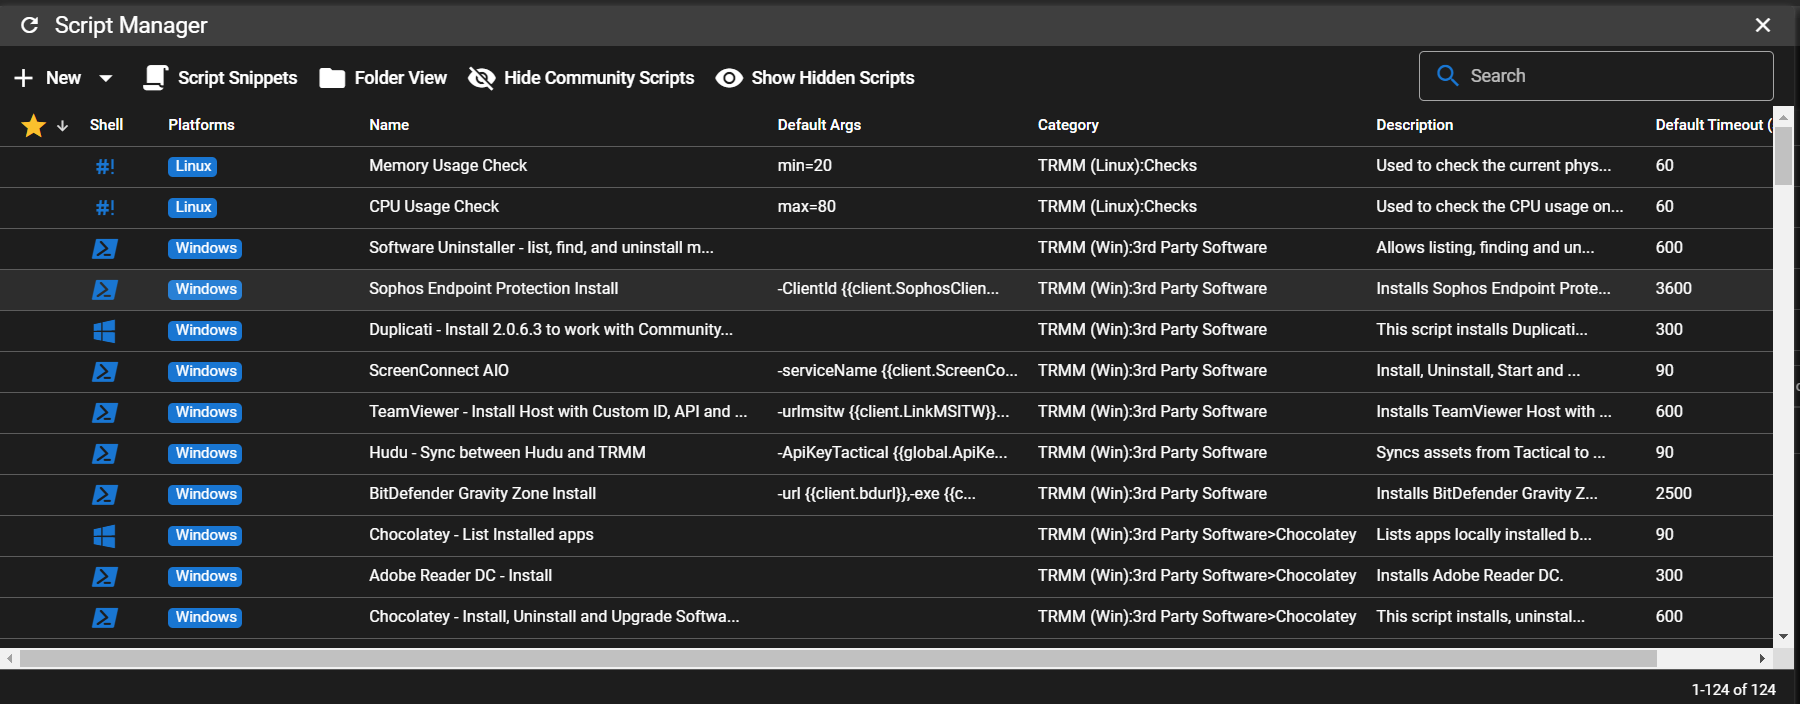 Script Manager
New Script Snippets Folder View Hide Community Scripts Show Hidden Scripts Search
Shell Platforms Name Default Args Category Description Default Timeout (
#! Linux Memory Usage Check min=20 TRMM (Linux):Checks Used to check the current phys... 60
#! Linux CPU Usage Check max=80 TRMM (Linux):Checks Used to check the CPU usage on... 60
Windows Software Uninstaller - list, find, and uninstall m... TRMM (Win):3rd Party Software Allows listing, finding and un... 600
Windows Sophos Endpoint Protection Install -ClientId {{client.SophosClien... TRMM (Win):3rd Party Software Installs Sophos Endpoint Prote... 3600
Windows Duplicati - Install 2.0.6.3 to work with Community... TRMM (Win):3rd Party Software This script installs Duplicati... 300
Windows ScreenConnect AIO -serviceName {{client.ScreenCo... TRMM (Win):3rd Party Software Install, Uninstall, Start and ... 90
Windows TeamViewer - Install Host with Custom ID, API and ... -urlmsitw {{client.LinkMSITW}}... TRMM (Win):3rd Party Software Installs TeamViewer Host with ... 600
Windows Hudu - Sync between Hudu and TRMM -ApiKeyTactical {{global.ApiKe... TRMM (Win):3rd Party Software Syncs assets from Tactical to ... 90
Windows BitDefender Gravity Zone Install -url {{client.bdurl}},-exe {{c... TRMM (Win):3rd Party Software Installs BitDefender Gravity Z... 2500
Windows Chocolatey - List Installed apps TRMM (Win):3rd Party Software>Chocolatey Lists apps locally installed b... 90
Windows Adobe Reader DC - Install TRMM (Win):3rd Party Software>Chocolatey Installs Adobe Reader DC. 300
Windows Chocolatey - Install, Uninstall and Upgrade Softwa... TRMM (Win):3rd Party Software>Chocolatey This script installs, uninstal... 600
1-124 of 124